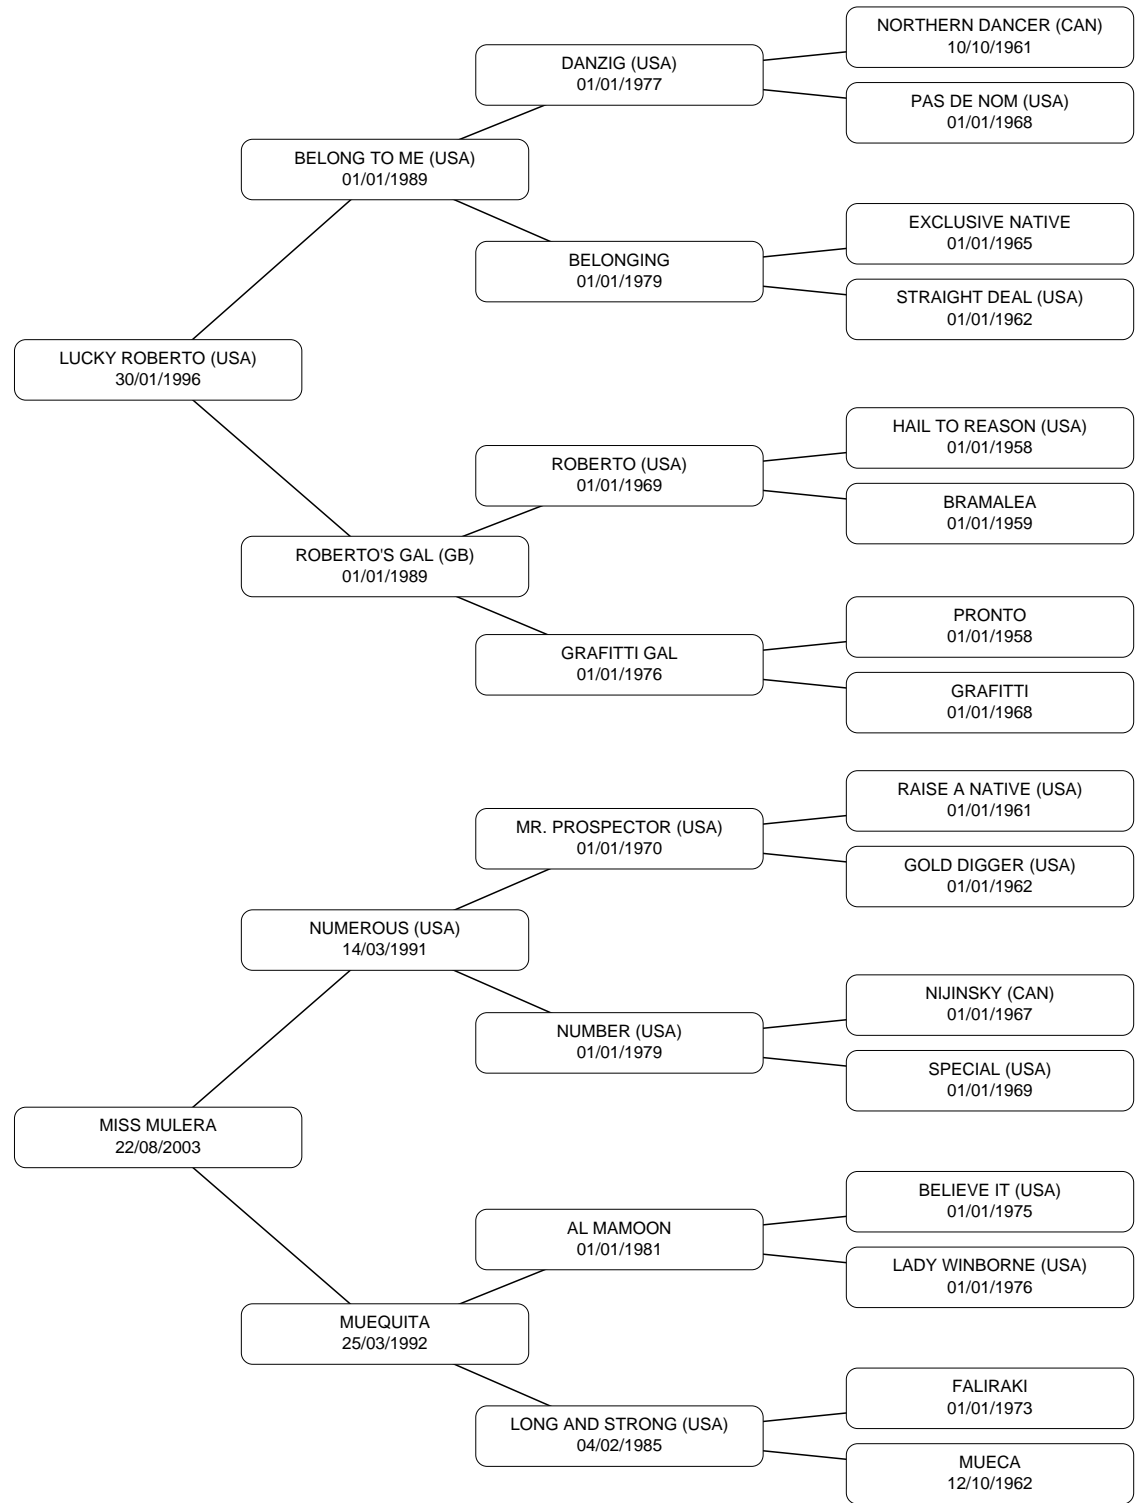 NORTHERN DANCER (CAN)
10/10/1961
DANZIG (USA)
01/01/1977
PAS DE NOM (USA)
01/01/1968
BELONG TO ME (USA)
01/01/1989
EXCLUSIVE NATIVE
01/01/1965
BELONGING
01/01/1979
STRAIGHT DEAL (USA)
01/01/1962
LUCKY ROBERTO (USA)
30/01/1996
HAIL TO REASON (USA)
01/01/1958
ROBERTO (USA)
01/01/1969
BRAMALEA
01/01/1959
ROBERTO'S GAL (GB)
01/01/1989
PRONTO
01/01/1958
GRAFITTI GAL
01/01/1976
GRAFITTI
01/01/1968
RAISE A NATIVE (USA)
01/01/1961
MR. PROSPECTOR (USA)
01/01/1970
GOLD DIGGER (USA)
01/01/1962
NUMEROUS (USA)
14/03/1991
NIJINSKY (CAN)
01/01/1967
NUMBER (USA)
01/01/1979
SPECIAL (USA)
01/01/1969
MISS MULERA
22/08/2003
BELIEVE IT (USA)
01/01/1975
AL MAMOON
01/01/1981
LADY WINBORNE (USA)
01/01/1976
MUEQUITA
25/03/1992
FALIRAKI
01/01/1973
LONG AND STRONG (USA)
04/02/1985
MUECA
12/10/1962